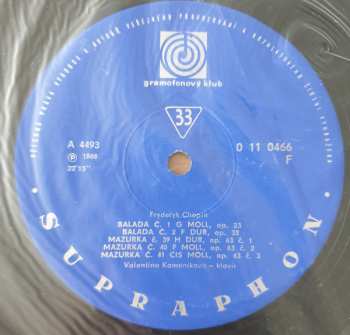 gramofonový klub
33
A 4493
0 11 0466
℗ 1968
F
22'15"
Fryderyk Chopin
BALADA Č. 1 G MOLL, op. 23
BALADA Č. 2 F DUR, op. 38
MAZURKA č. 39 H DUR, op. 63 č. 1
MAZURKA Č. 40 F MOLL, op. 63 č. 2
MAZURKA Č. 41 CIS MOLL, op. 63 č. 3
Valentina Kameníková - klavír
• SUPRAPHON •